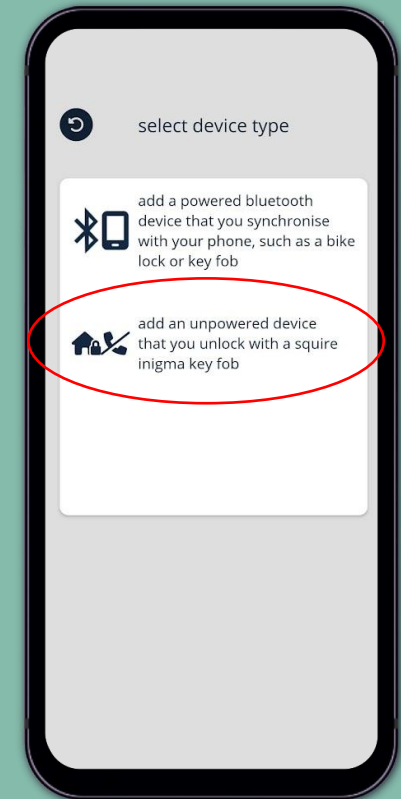 select device type
add a powered bluetooth
device that you synchronise
with your phone, such as a bike
lock or key fob
add an unpowered device
that you unlock with a squire
inigma key fob